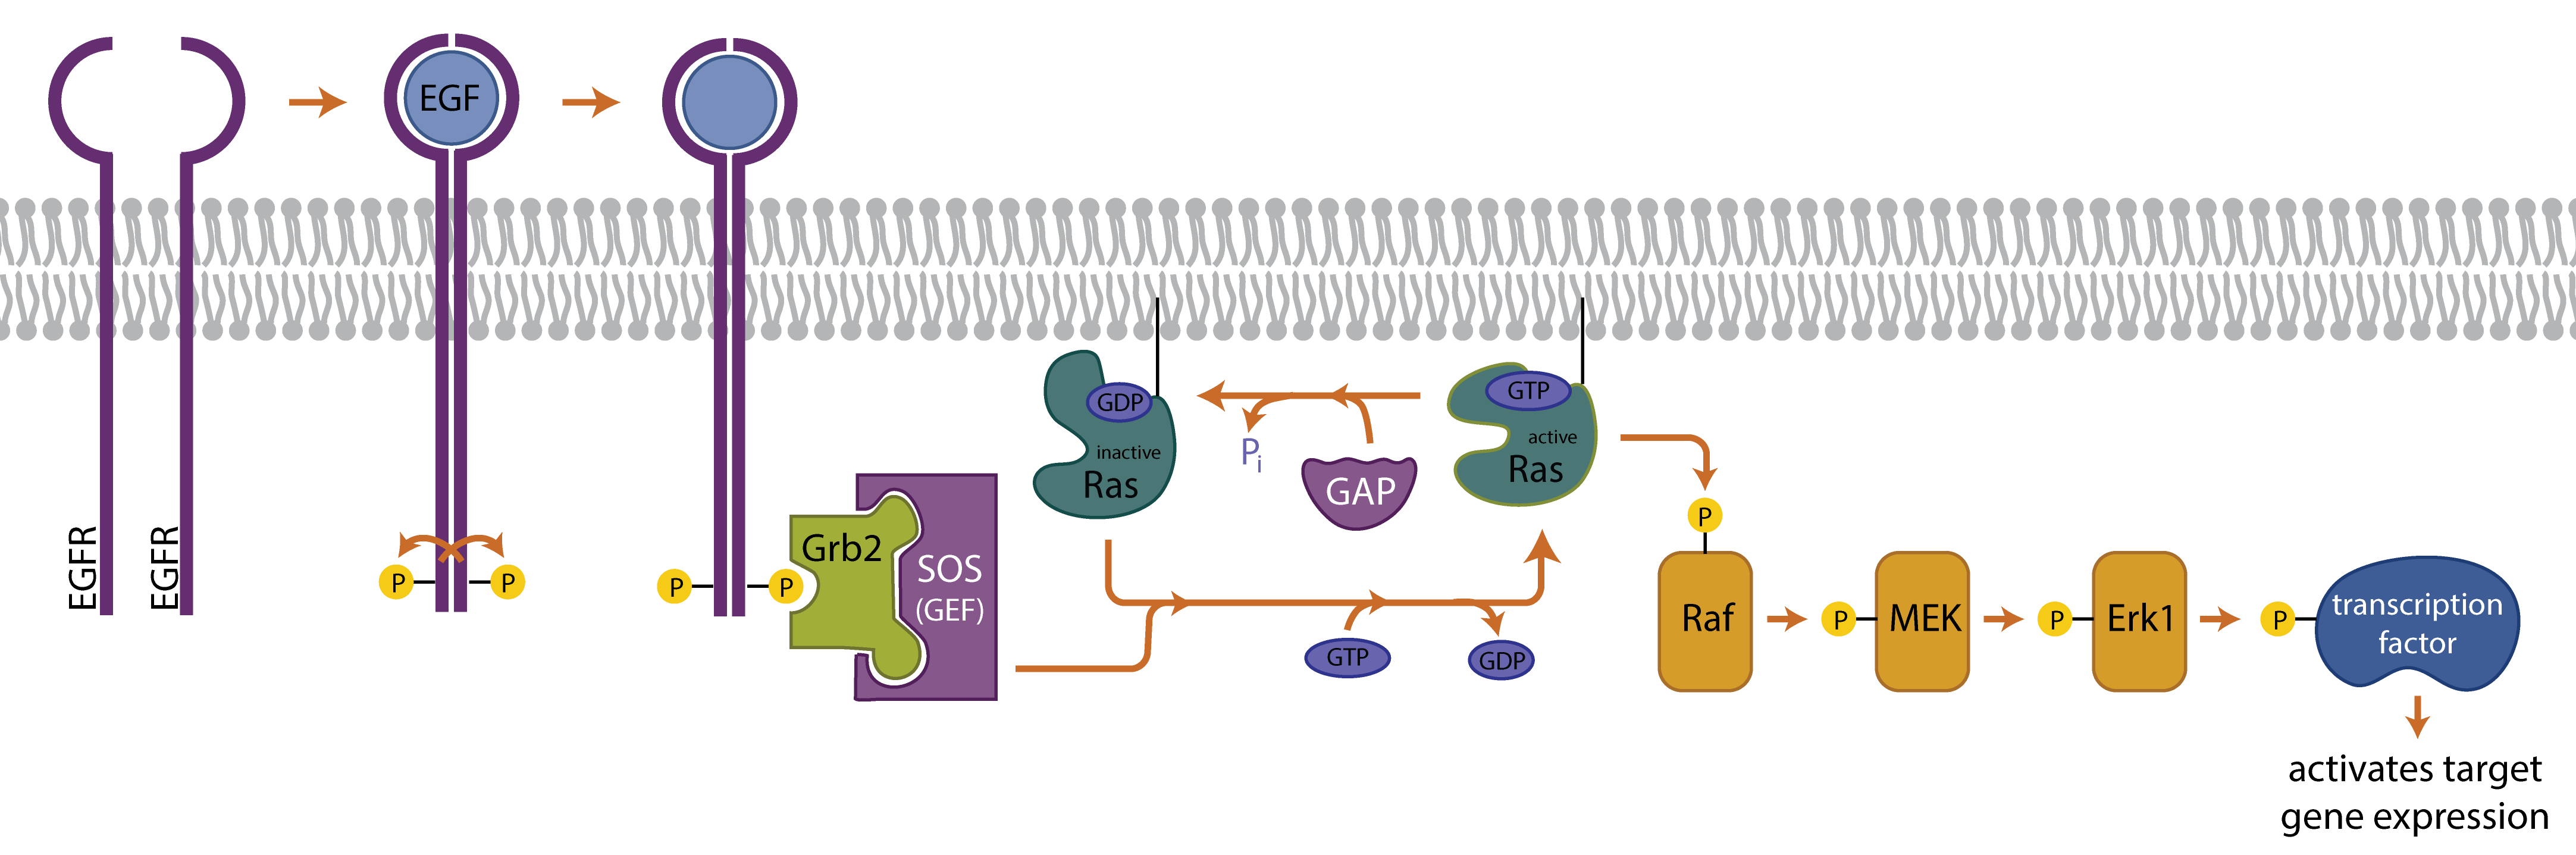 EGFR
EGFR
EGF
P
P
P
P
Grb2
SOS
(GEF)
GDP
inactive
Ras
Pi
GAP
GTP
active
Ras
GTP
GDP
P
Raf
P
MEK
P
Erk1
P
transcription
factor
activates target
gene expression